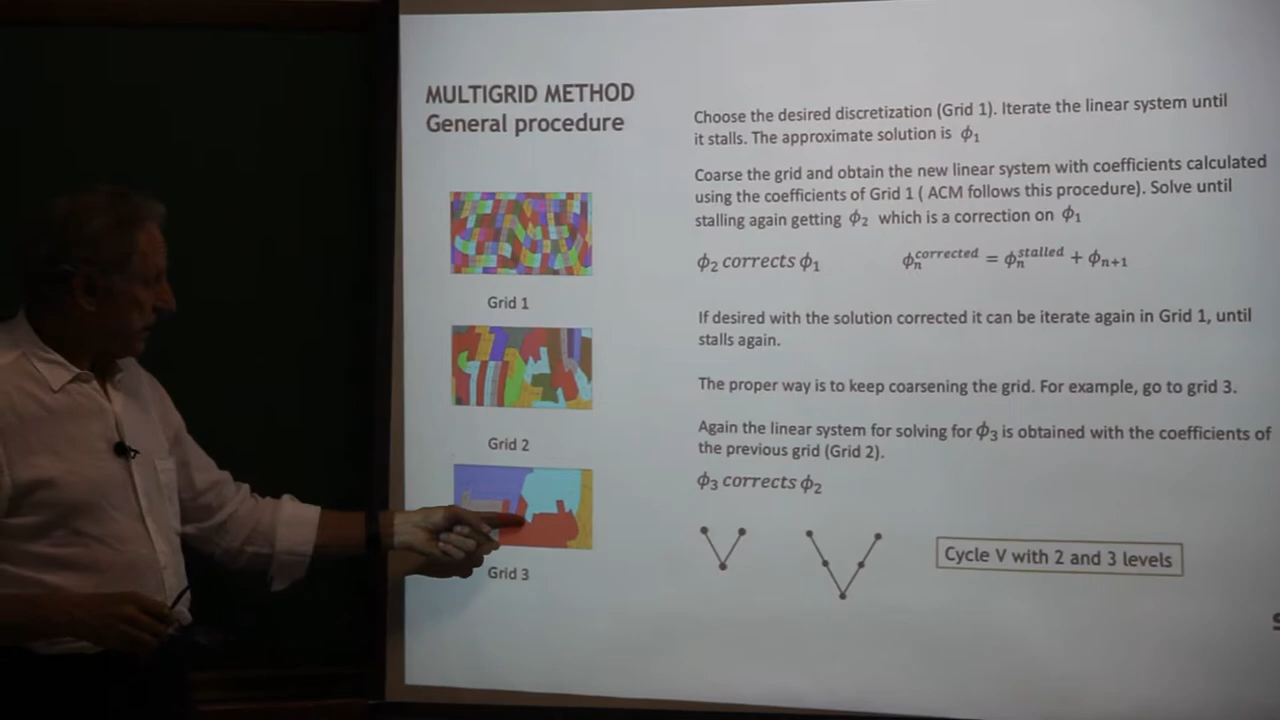 MULTIGRID METHOD
General procedure
Grid 1
Grid 2
Grid 3
Choose the desired discretization (Grid 1). Iterate the linear system until
it stalls. The approximate solution is ϕ₁
Coarse the grid and obtain the new linear system with coefficients calculated
using the coefficients of Grid 1 ( ACM follows this procedure). Solve until
stalling again getting ϕ₂ which is a correction on ϕ₁
ϕ₂ corrects ϕ₁
ϕₙ^corrected = ϕₙ^stalled + ϕₙ₊₁
If desired with the solution corrected it can be iterate again in Grid 1, until
stalls again.
The proper way is to keep coarsening the grid. For example, go to grid 3.
Again the linear system for solving for ϕ₃ is obtained with the coefficients of
the previous grid (Grid 2).
ϕ₃ corrects ϕ₂
Cycle V with 2 and 3 levels